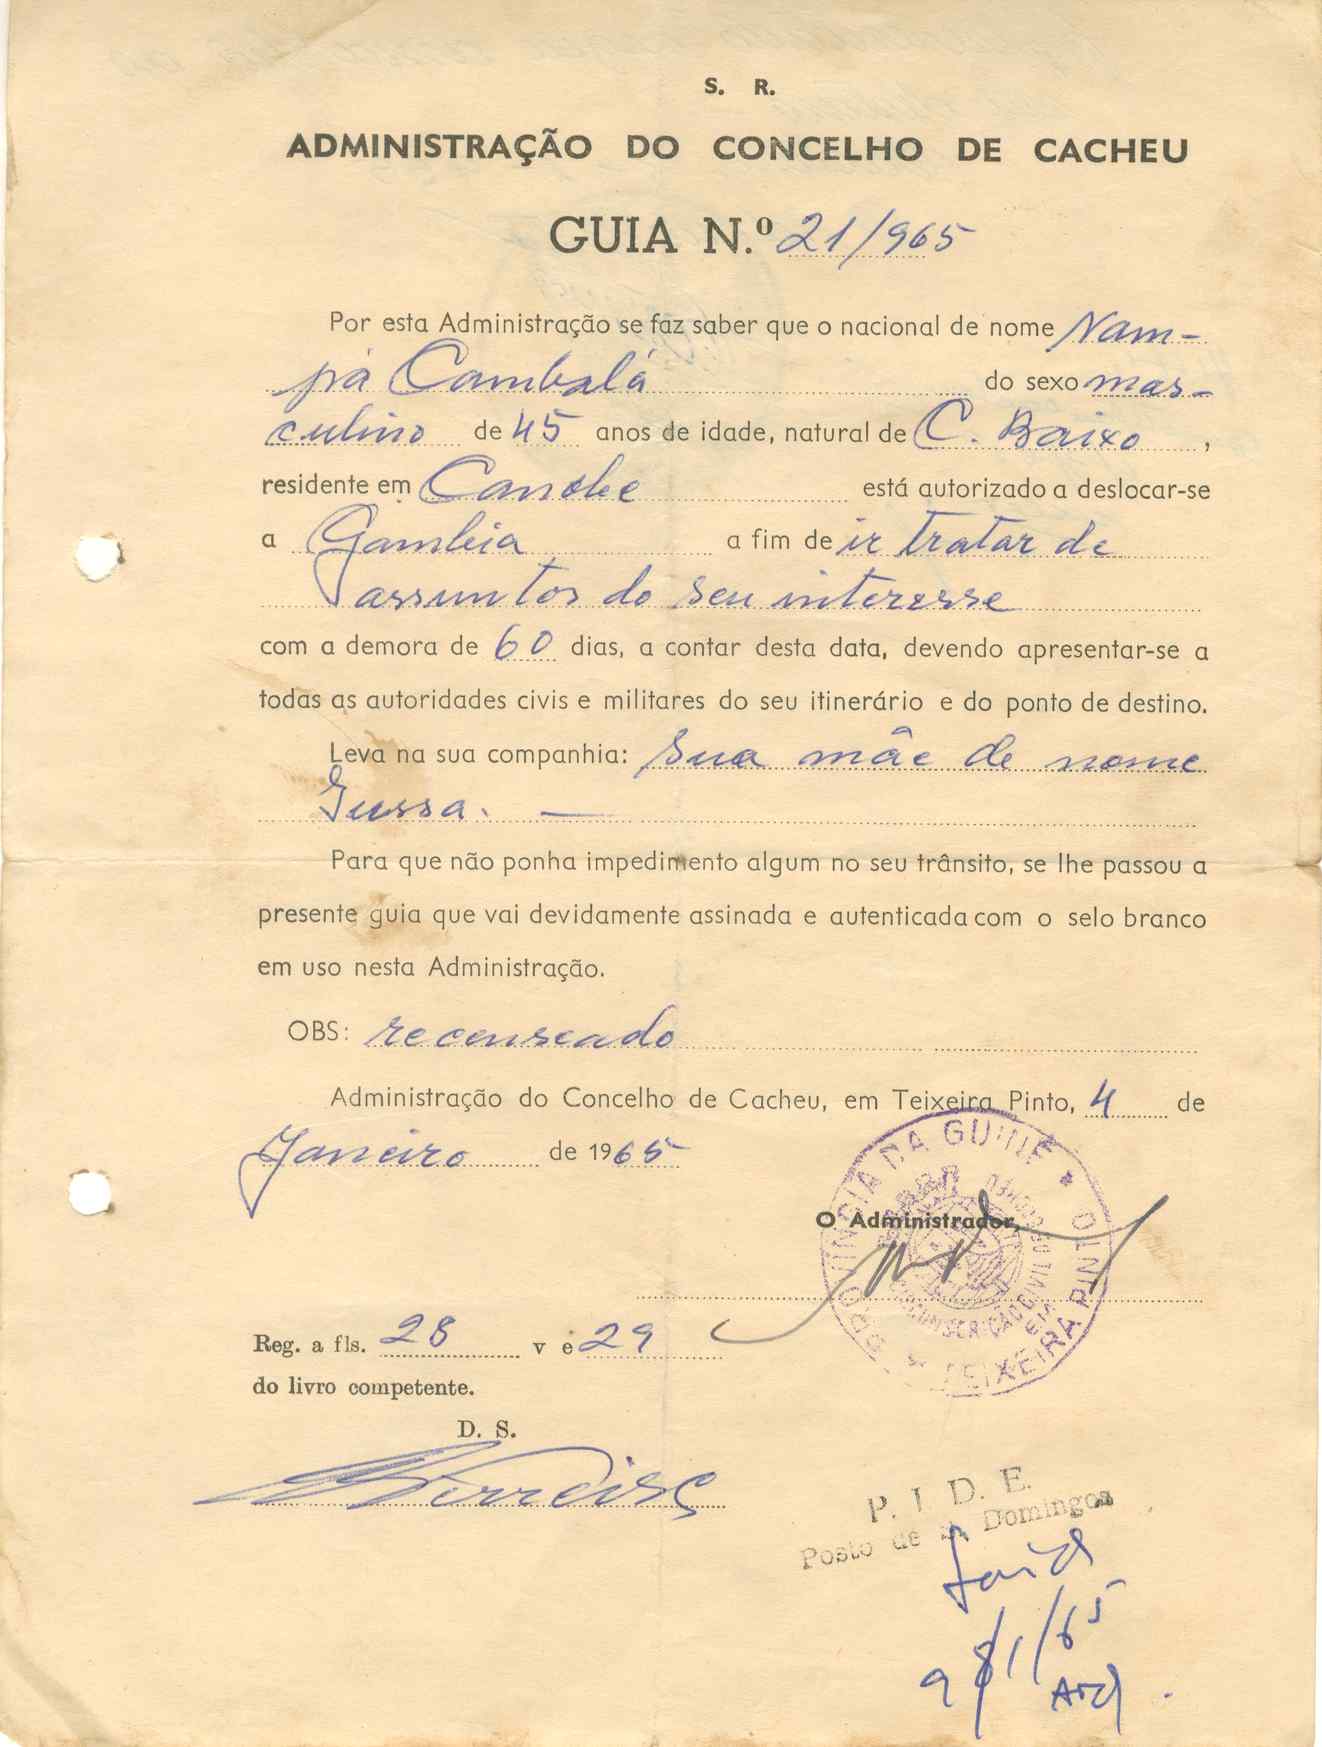 S. R.
ADMINISTRAÇÃO DO CONCELHO DE CACHEU
GUIA N.º 21/965
Por esta Administração se faz saber que o nacional de nome Nam-
pá Cambalá do sexo mas-
culino de 45 anos de idade, natural de C. Baixo,
residente em está autorizado a deslocar-se
a Gâmbia a fim de ir tratar de
assuntos do seu interesse
com a demora de 60 dias, a contar desta data, devendo apresentar-se a
todas as autoridades civis e militares do seu itinerário e do ponto de destino.
Leva na sua companhia: sua mãe de nome
Gussa. —
Para que não ponha impedimento algum no seu trânsito, se lhe passou a
presente guia que vai devidamente assinada e autenticada com o selo branco
em uso nesta Administração.
OBS: recenseado
Administração do Concelho de Cacheu, em Teixeira Pinto, 4 de
Janeiro de 1965
PROVINCIA DA GUINÉ * TEIXEIRA PINTO *
O Administrador,
Reg. a fls. 28 v e 29
do livro competente.
D. S.
P. I. D. E.
Posto de S. Domingos
/1/65